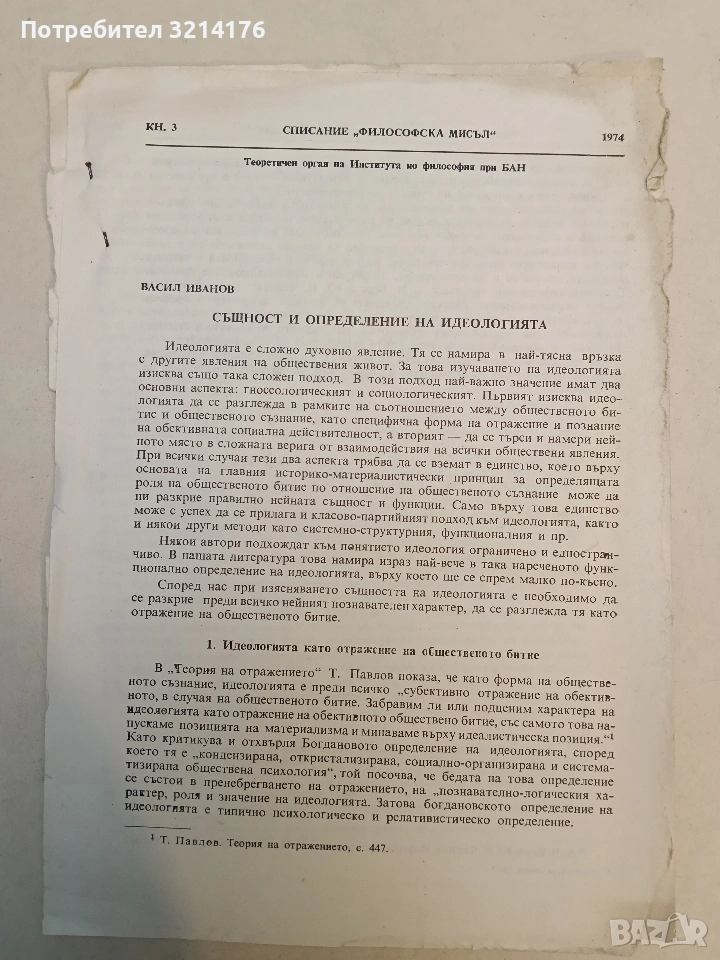 Потребител 3214176
КН. 3
СПИСАНИЕ „ФИЛОСОФСКА МИСЪЛ“
1974
Теоретичен орган на Института по философия при БАН
ВАСИЛ ИВАНОВ
СЪЩНОСТ И ОПРЕДЕЛЕНИЕ НА ИДЕОЛОГИЯТА
Идеологията е сложно духовно явление. Тя се намира в най-тясна връзка
с другите явления на обществения живот. За това изучаването на идеологията
изисква също така сложен подход. В този подход най-важно значение имат два
основни аспекта: гносеологическият и социологическият. Първият изисква идео-
логията да се разглежда в рамките на съотношението между общественото би-
тие и общественото съзнание, като специфична форма на отражение и познание
на обективната социална действителност, а вторият — да се търси и намери ней-
ното място в сложната верига от взаимодействия на всички обществени явления.
При всички случаи тези два аспекта трябва да се вземат в единство, което върху
основата на главния историко-материалистически принцип за определящата
роля на общественото битие по отношение на общественото съзнание може да
ни разкрие правилно нейната същност и функции. Само върху това единство
може с успех да се прилага и класово-партийният подход към идеологията, както
и някои други методи като системно-структурния, функционалния и пр.
Някои автори подхождат към понятието идеология ограничено и едностран-
чиво. В нашата литература това намира израз най-вече в така нареченото функ-
ционално определение на идеологията, върху което ще се спрем малко по-късно.
Според нас при изясняването същността на идеологията е необходимо да
се разкрие преди всичко нейният познавателен характер, да се разглежда тя като
отражение на общественото битие.
1. Идеологията като отражение на общественото битие
В „Теория на отражението“ Т. Павлов показа, че като форма на обществе-
ното съзнание, идеологията е преди всичко „субективно отражение на обектив-
ното, в случая на общественото битие. Забравим ли или подценим характера на
идеологията като отражение на обективното обществено битие, със самото това на-
пускаме позицията на материализма и минаваме върху идеалистическа позиция.“¹
Като критикува и отхвърля Богдановото определение на идеологията, според
което тя е „кондензирана, откристализирана, социално-организирана и система-
тизирана обществена психология“, той посочва, че бедата на това определение
се състои в пренебрегването на отражението, на „познавателно-логическия ха-
рактер, роля и значение на идеологията. Затова богдановското определение на
идеологията е типично психологическо и релативистическо определение.
¹ Т. Павлов. Теория на отражението, с. 447.
BAZAR